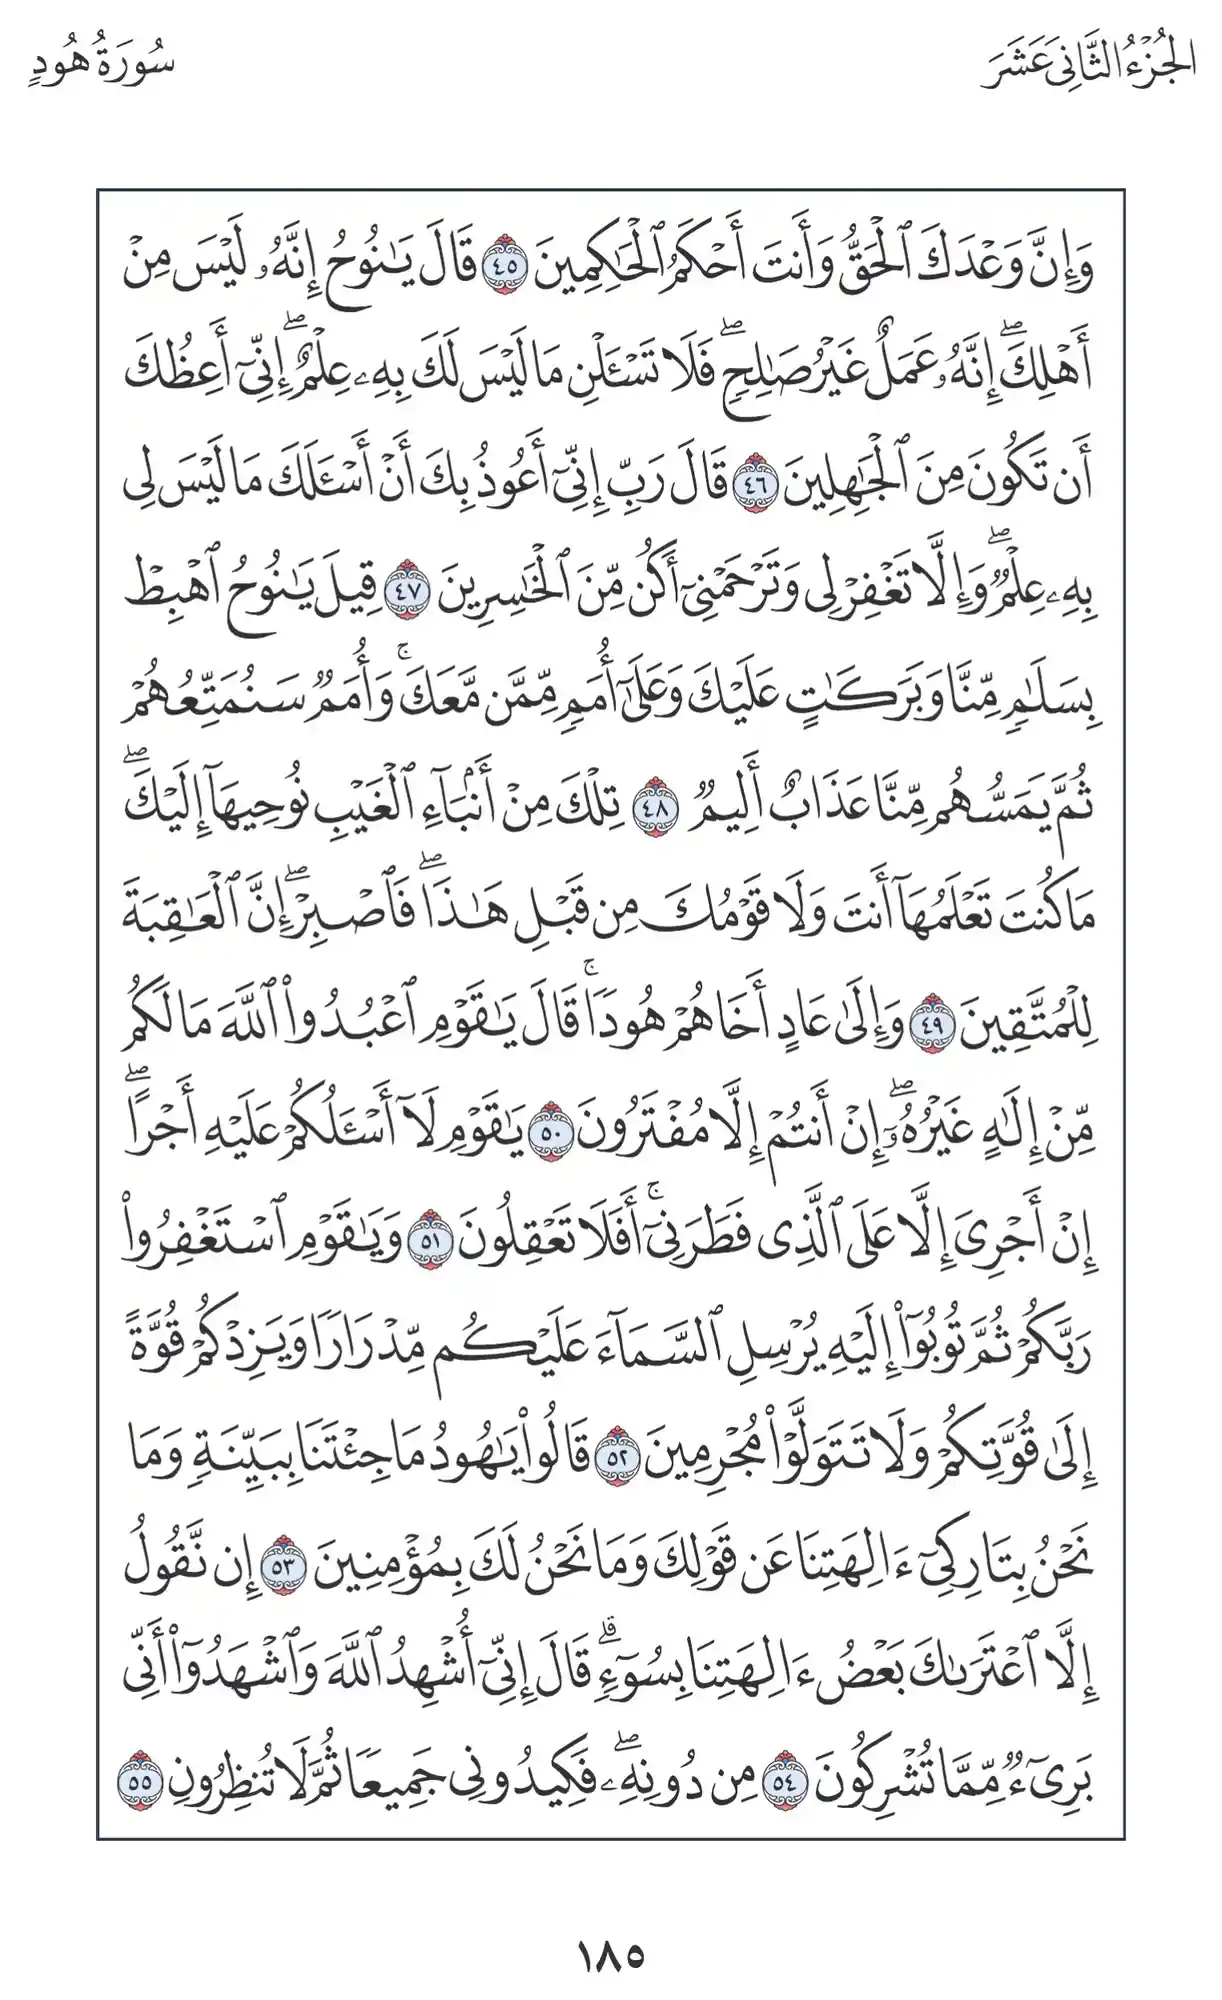 الجُزْءُ الثَّانِي عَشَرَ
سُورَةُ هُودٍ
وَإِنَّ وَعْدَكَ ٱلْحَقُّ وَأَنتَ أَحْكَمُ ٱلْحَٰكِمِينَ ٤٥ قَالَ يَٰنُوحُ إِنَّهُۥ لَيْسَ مِنْ
أَهْلِكَۖ إِنَّهُۥ عَمَلٌ غَيْرُ صَٰلِحٖۖ فَلَا تَسْـَٔلْنِ مَا لَيْسَ لَكَ بِهِۦ عِلْمٌۖ إِنِّيٓ أَعِظُكَ
أَن تَكُونَ مِنَ ٱلْجَٰهِلِينَ ٤٦ قَالَ رَبِّ إِنِّيٓ أَعُوذُ بِكَ أَنْ أَسْـَٔلَكَ مَا لَيْسَ لِي
بِهِۦ عِلْمٞۖ وَإِلَّا تَغْفِرْ لِي وَتَرْحَمْنِيٓ أَكُن مِّنَ ٱلْخَٰسِرِينَ ٤٧ قِيلَ يَٰنُوحُ ٱهْبِطْ
بِسَلَٰمٖ مِّنَّا وَبَرَكَٰتٍ عَلَيْكَ وَعَلَىٰٓ أُمَمٖ مِّمَّن مَّعَكَۚ وَأُمَمٞ سَنُمَتِّعُهُمْ
ثُمَّ يَمَسُّهُم مِّنَّا عَذَابٌ أَلِيمٞ ٤٨ تِلْكَ مِنْ أَنۢبَآءِ ٱلْغَيْبِ نُوحِيهَآ إِلَيْكَۖ
مَا كُنتَ تَعْلَمُهَآ أَنتَ وَلَا قَوْمُكَ مِن قَبْلِ هَٰذَاۖ فَٱصْبِرْۖ إِنَّ ٱلْعَٰقِبَةَ
لِلْمُتَّقِينَ ٤٩ وَإِلَىٰ عَادٍ أَخَاهُمْ هُودٗاۚ قَالَ يَٰقَوْمِ ٱعْبُدُواْ ٱللَّهَ مَا لَكُم
مِّنْ إِلَٰهٍ غَيْرُهُۥٓۖ إِنْ أَنتُمْ إِلَّا مُفْتَرُونَ ٥٠ يَٰقَوْمِ لَآ أَسْـَٔلُكُمْ عَلَيْهِ أَجْرًاۖ
إِنْ أَجْرِيَ إِلَّا عَلَى ٱلَّذِي فَطَرَنِيٓۚ أَفَلَا تَعْقِلُونَ ٥١ وَيَٰقَوْمِ ٱسْتَغْفِرُواْ
رَبَّكُمْ ثُمَّ تُوبُوٓاْ إِلَيْهِ يُرْسِلِ ٱلسَّمَآءَ عَلَيْكُم مِّدْرَارٗا وَيَزِدْكُمْ قُوَّةً
إِلَىٰ قُوَّتِكُمْ وَلَا تَتَوَلَّوْاْ مُجْرِمِينَ ٥٢ قَالُواْ يَٰهُودُ مَا جِئْتَنَا بِبَيِّنَةٖ وَمَا
نَحْنُ بِتَارِكِيٓ ءَالِهَتِنَا عَن قَوْلِكَ وَمَا نَحْنُ لَكَ بِمُؤْمِنِينَ ٥٣ إِن نَّقُولُ
إِلَّا ٱعْتَرَىٰكَ بَعْضُ ءَالِهَتِنَا بِسُوٓءٖۗ قَالَ إِنِّيٓ أُشْهِدُ ٱللَّهَ وَٱشْهَدُوٓاْ أَنِّي
بَرِيٓءٞ مِّمَّا تُشْرِكُونَ ٥٤ مِن دُونِهِۦۖ فَكِيدُونِي جَمِيعٗا ثُمَّ لَا تُنظِرُونِ ٥٥
١٨٥